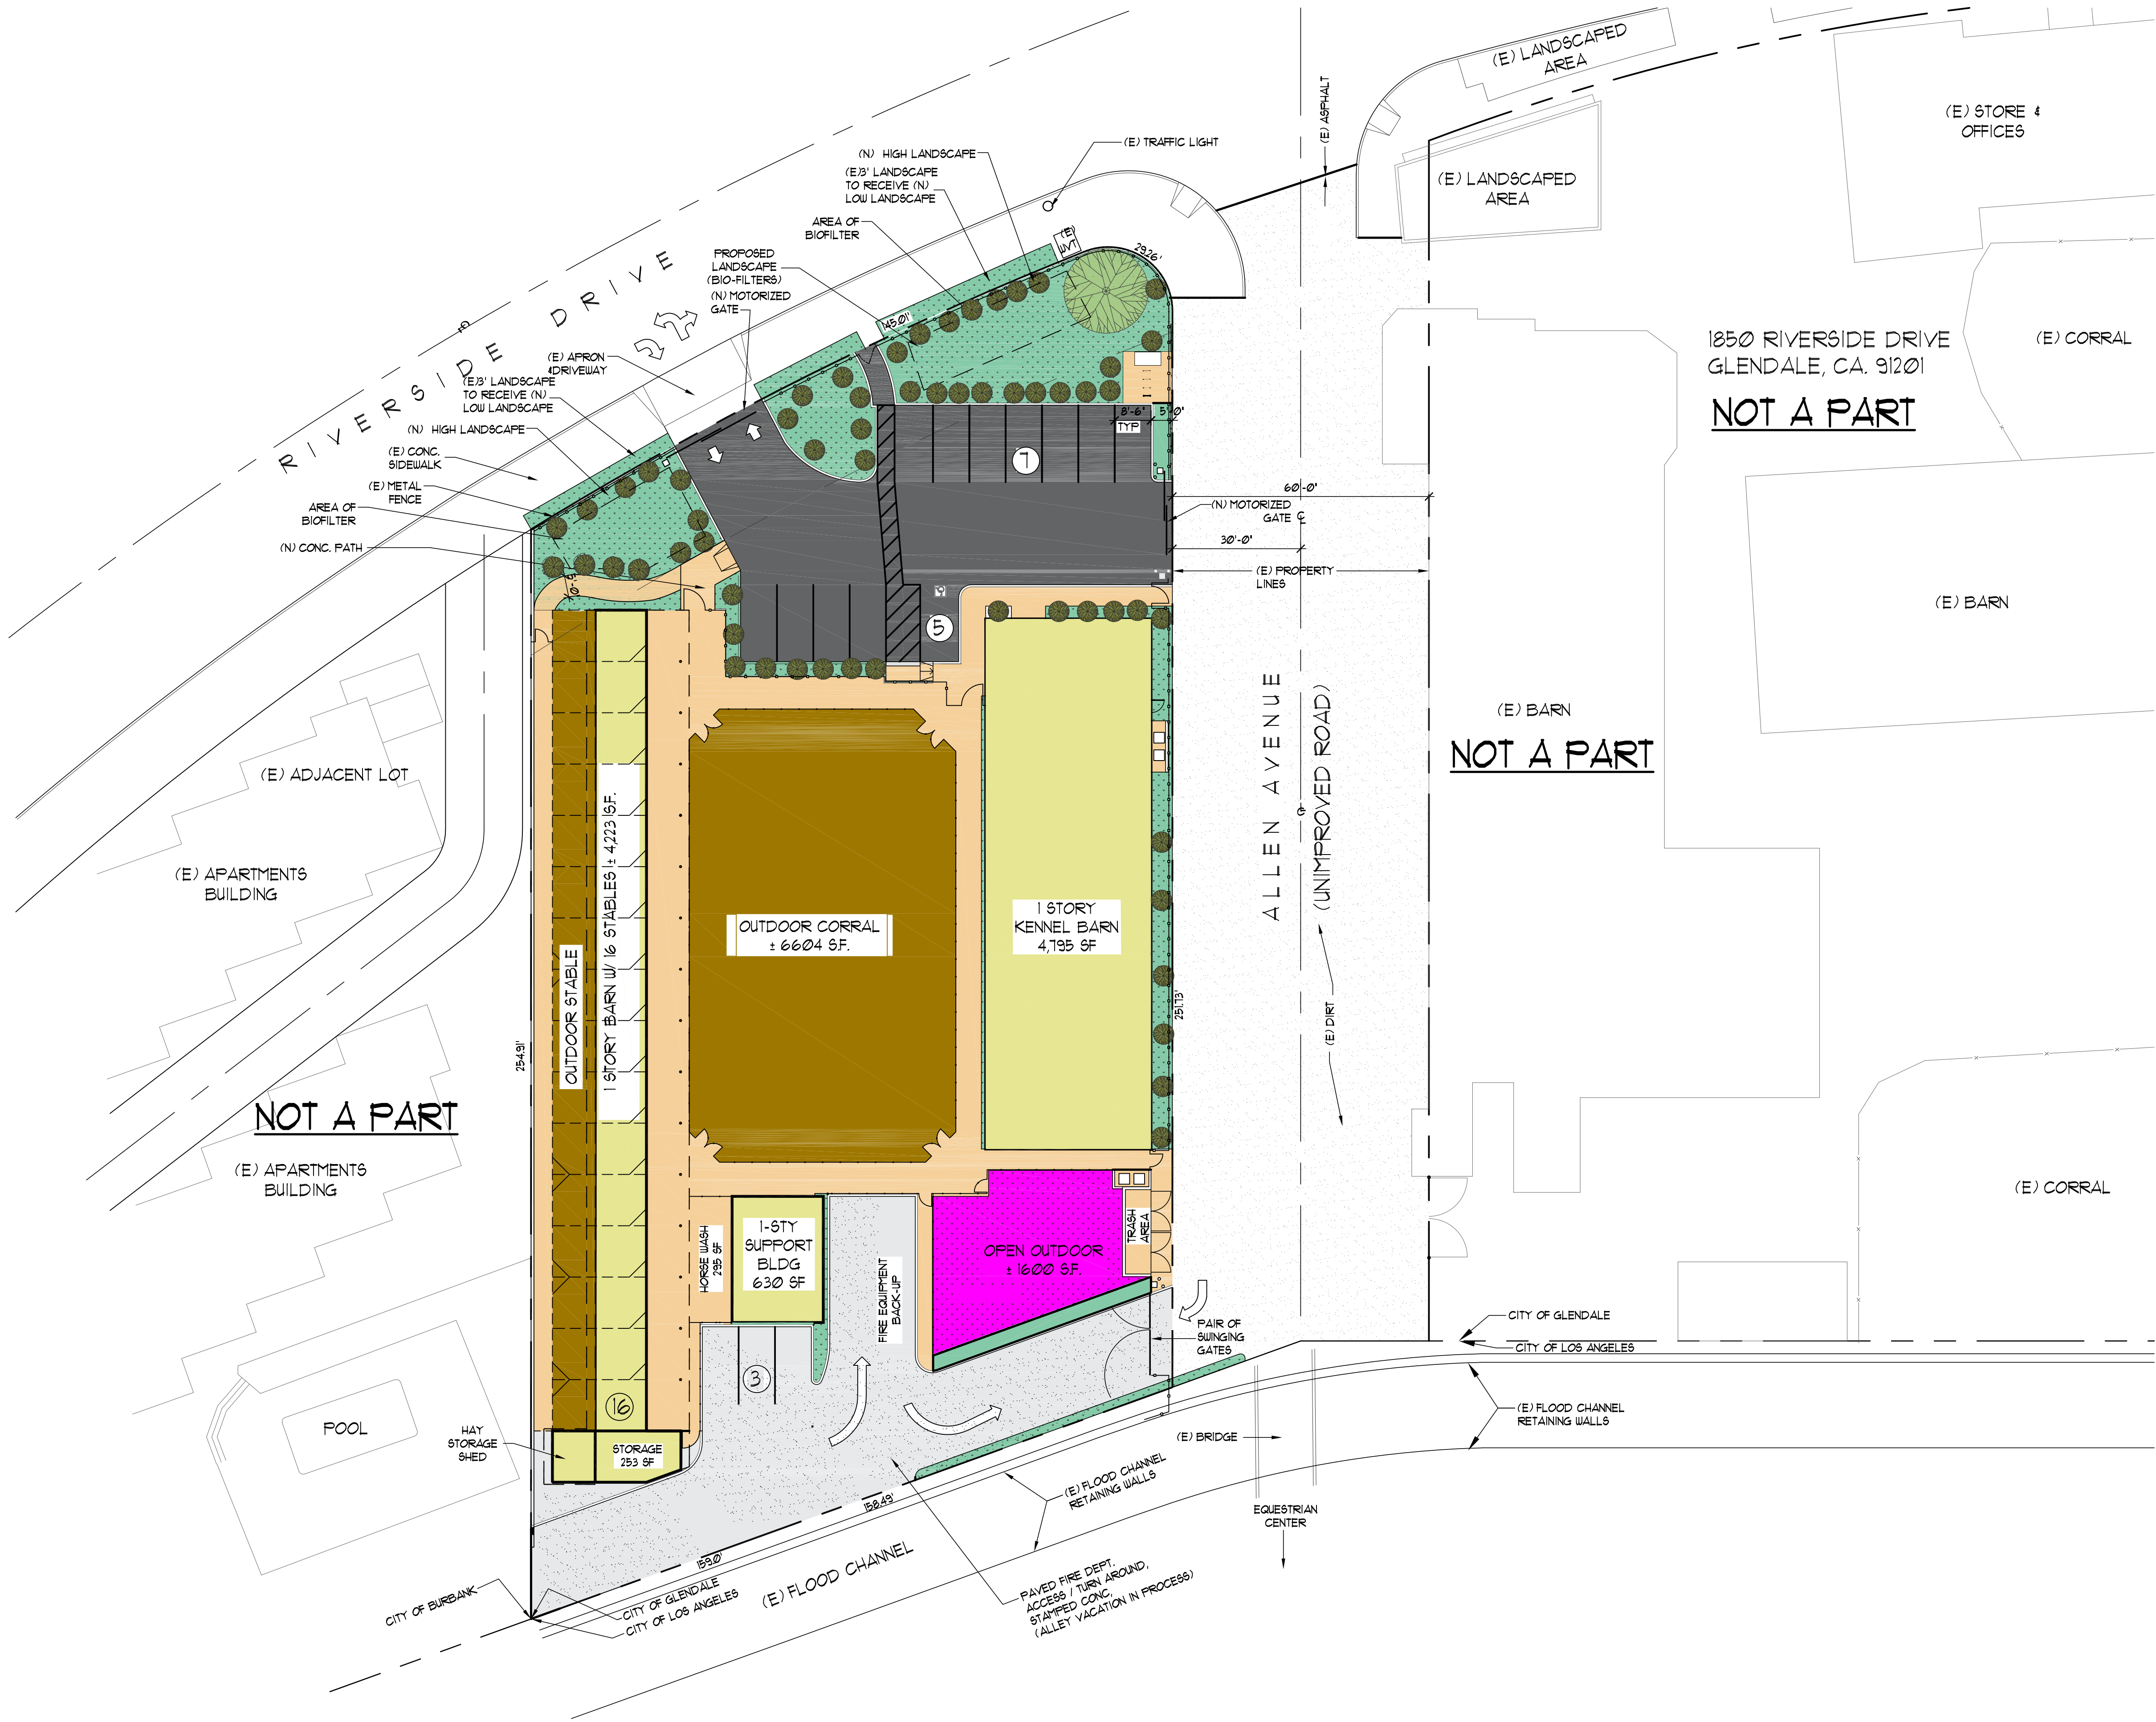 (E) LANDSCAPED
AREA
(E) ASPHALT
(E) STORE &
OFFICES
(E) TRAFFIC LIGHT
(N) HIGH LANDSCAPE
(E)3' LANDSCAPE
TO RECEIVE (N)
LOW LANDSCAPE
(E) LANDSCAPED
AREA
AREA OF
BIOFILTER
(E)
WVT
29.26'
PROPOSED
LANDSCAPE
(BIO-FILTERS)
(N) MOTORIZED
GATE
145.01'
RIVERSIDE DRIVE
(E) APRON
&DRIVEWAY
(E)3' LANDSCAPE
TO RECEIVE (N)
LOW LANDSCAPE
(N) HIGH LANDSCAPE
(E) CONC.
SIDEWALK
(E) METAL
FENCE
AREA OF
BIOFILTER
(N) CONC. PATH
1850 RIVERSIDE DRIVE
GLENDALE, CA. 91201
NOT A PART
(E) CORRAL
8'-6"
TYP
5'-0"
7
60'-0"
(N) MOTORIZED
GATE
30'-0"
(E) PROPERTY
LINES
5
(E) BARN
(E) BARN
NOT A PART
ALLEN AVENUE
(UNIMPROVED ROAD)
(E) ADJACENT LOT
(E) APARTMENTS
BUILDING
OUTDOOR STABLE
1 STORY BARN W/ 16 STABLES ± 4,223 S.F.
OUTDOOR CORRAL
± 6604 S.F.
1 STORY
KENNEL BARN
4,795 SF
254.91'
251.73'
(E) DIRT
NOT A PART
(E) APARTMENTS
BUILDING
(E) CORRAL
HORSE WASH
295 SF
1-STY
SUPPORT
BLDG
630 SF
FIRE EQUIPMENT
BACK-UP
OPEN OUTDOOR
± 1600 S.F.
TRASH
AREA
PAIR OF
SWINGING
GATES
CITY OF GLENDALE
CITY OF LOS ANGELES
3
16
(E) FLOOD CHANNEL
RETAINING WALLS
POOL
HAY
STORAGE
SHED
STORAGE
253 SF
(E) BRIDGE
(E) FLOOD CHANNEL
RETAINING WALLS
158.49'
EQUESTRIAN
CENTER
159.0'
(E) FLOOD CHANNEL
CITY OF BURBANK
CITY OF GLENDALE
CITY OF LOS ANGELES
PAVED FIRE DEPT.
ACCESS / TURN AROUND,
STAMPED CONC,
(ALLEY VACATION IN PROCESS)